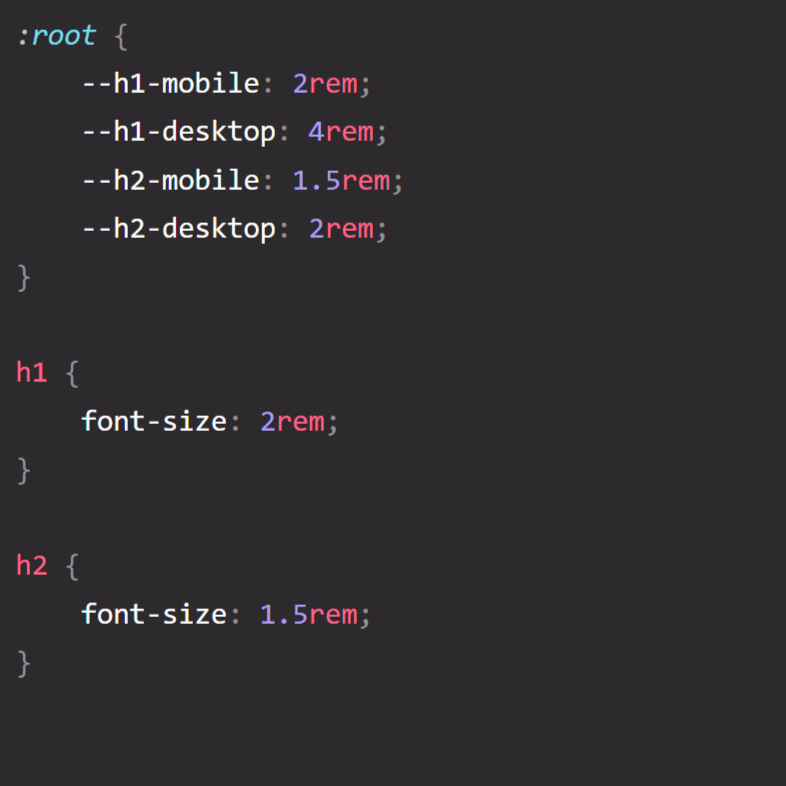 :root {
    --h1-mobile: 2rem;
    --h1-desktop: 4rem;
    --h2-mobile: 1.5rem;
    --h2-desktop: 2rem;
}
h1 {
    font-size: 2rem;
}
h2 {
    font-size: 1.5rem;
}